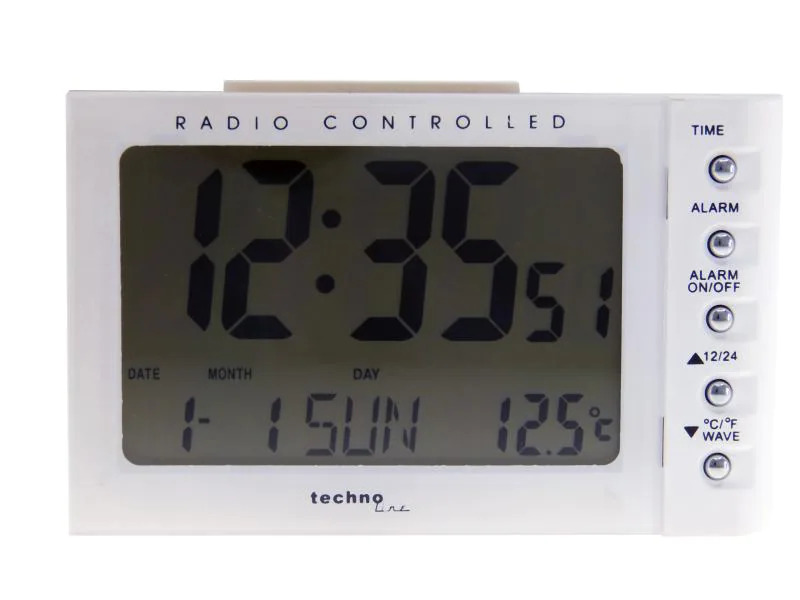 RADIO CONTROLLED
12:35 51
DATE MONTH DAY
1- 1 SUN 12.5°C
techno line
TIME
ALARM
ALARM
ON/OFF
▲12/24
°C/°F
▼ WAVE